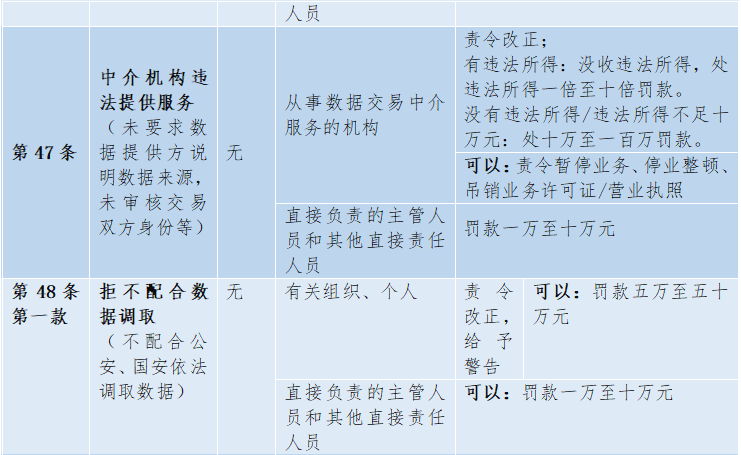 人员
第 47 条
中介机构违
法提供服务
（未要求数
据提供方说
明数据来源，
未审核交易
双方身份等）
无
从事数据交易中介
服务的机构
责令改正；
有违法所得：没收违法所得，处
违法所得一倍至十倍罚款。
没有违法所得/违法所得不足十
万元：处十万至一百万罚款。
可以：责令暂停业务、停业整顿、
吊销业务许可证/营业执照
直接负责的主管人
员和其他直接责任
人员
罚款一万至十万元
第 48 条
第一款
拒不配合数
据调取
（不配合公
安、国安依法
调取数据）
无
有关组织、个人
责令
改正，
给予
警告
可以：罚款五万至五十
万元
直接负责的主管人
员和其他直接责任
人员
可以：罚款一万至十万元